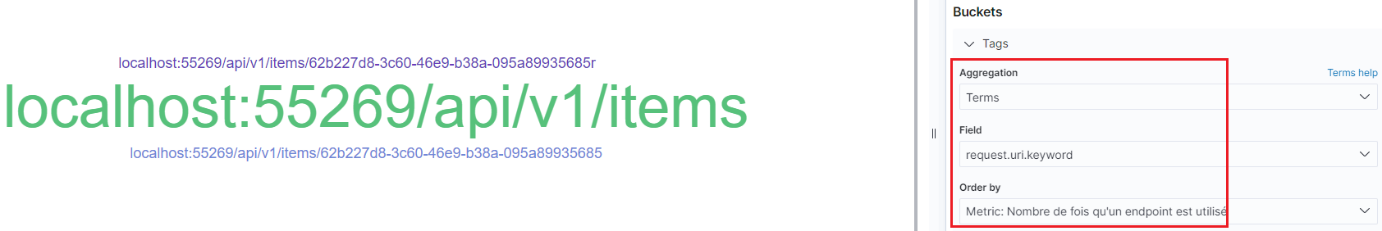 localhost:55269/api/v1/items/62b227d8-3c60-46e9-b38a-095a89935685r
localhost:55269/api/v1/items
localhost:55269/api/v1/items/62b227d8-3c60-46e9-b38a-095a89935685
Buckets
Tags
Aggregation Terms help
Terms
Field
request.uri.keyword
Order by
Metric: Nombre de fois qu'un endpoint est utilisé